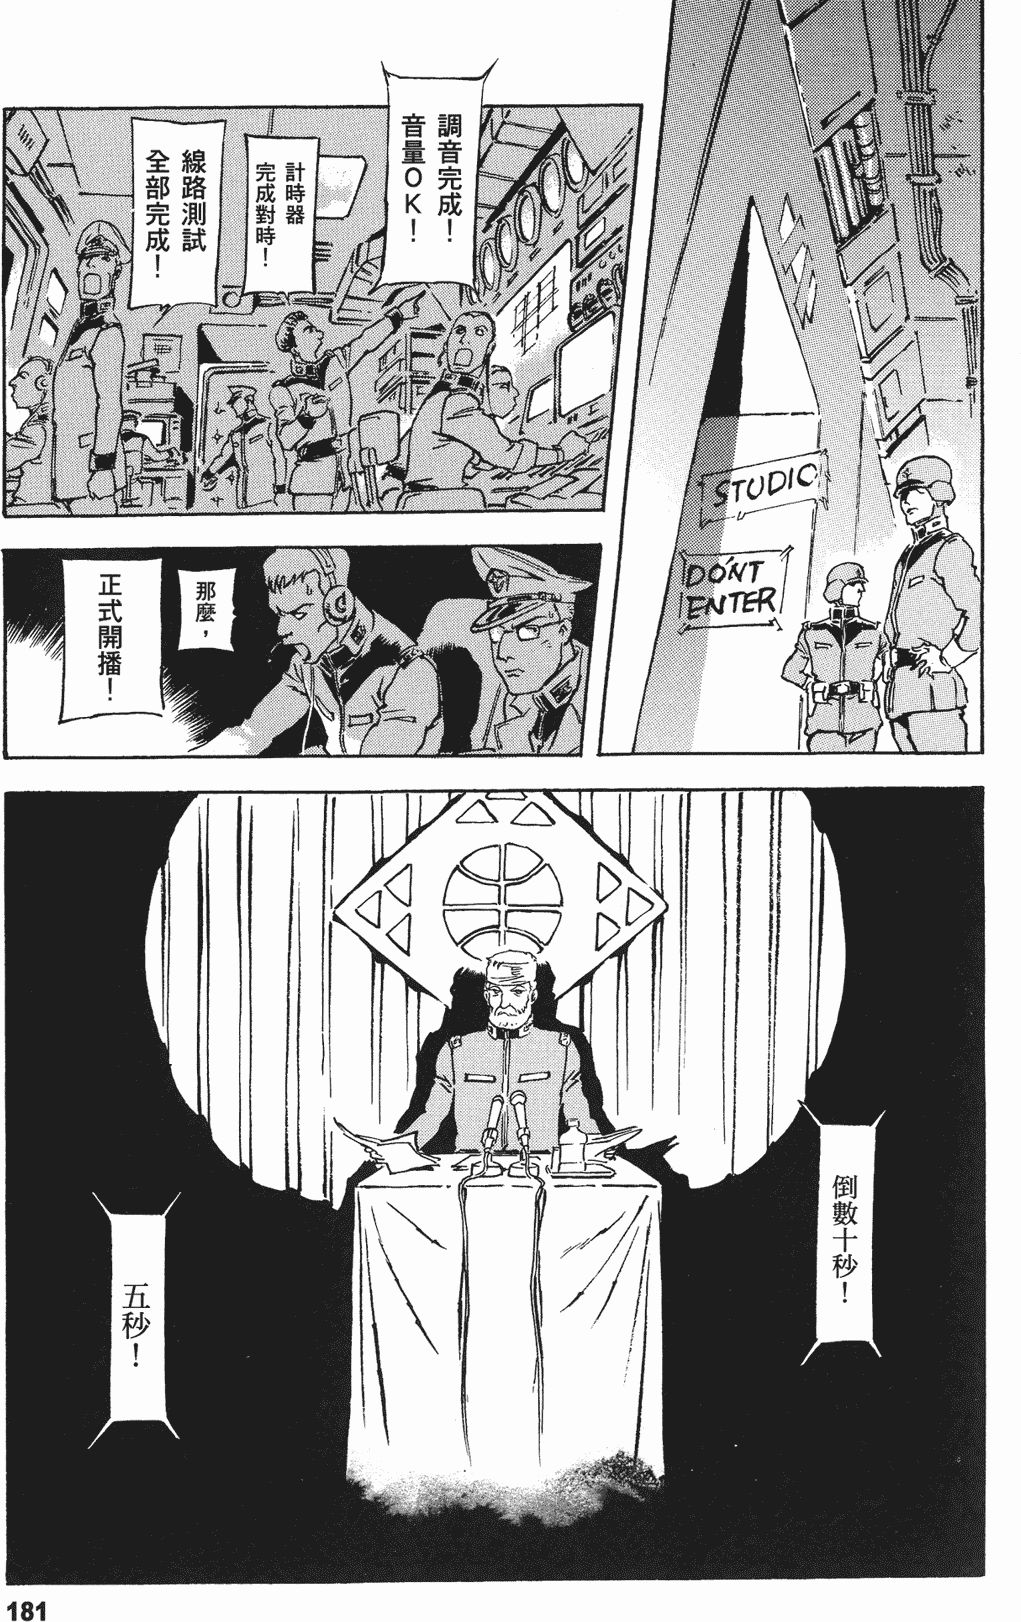 STUDIO
DON'T
ENTER
調音完成！
音量OK！
計時器
完成對時！
線路測試
全部完成！
那麼，
正式開播！
倒數十秒！
五秒！
181